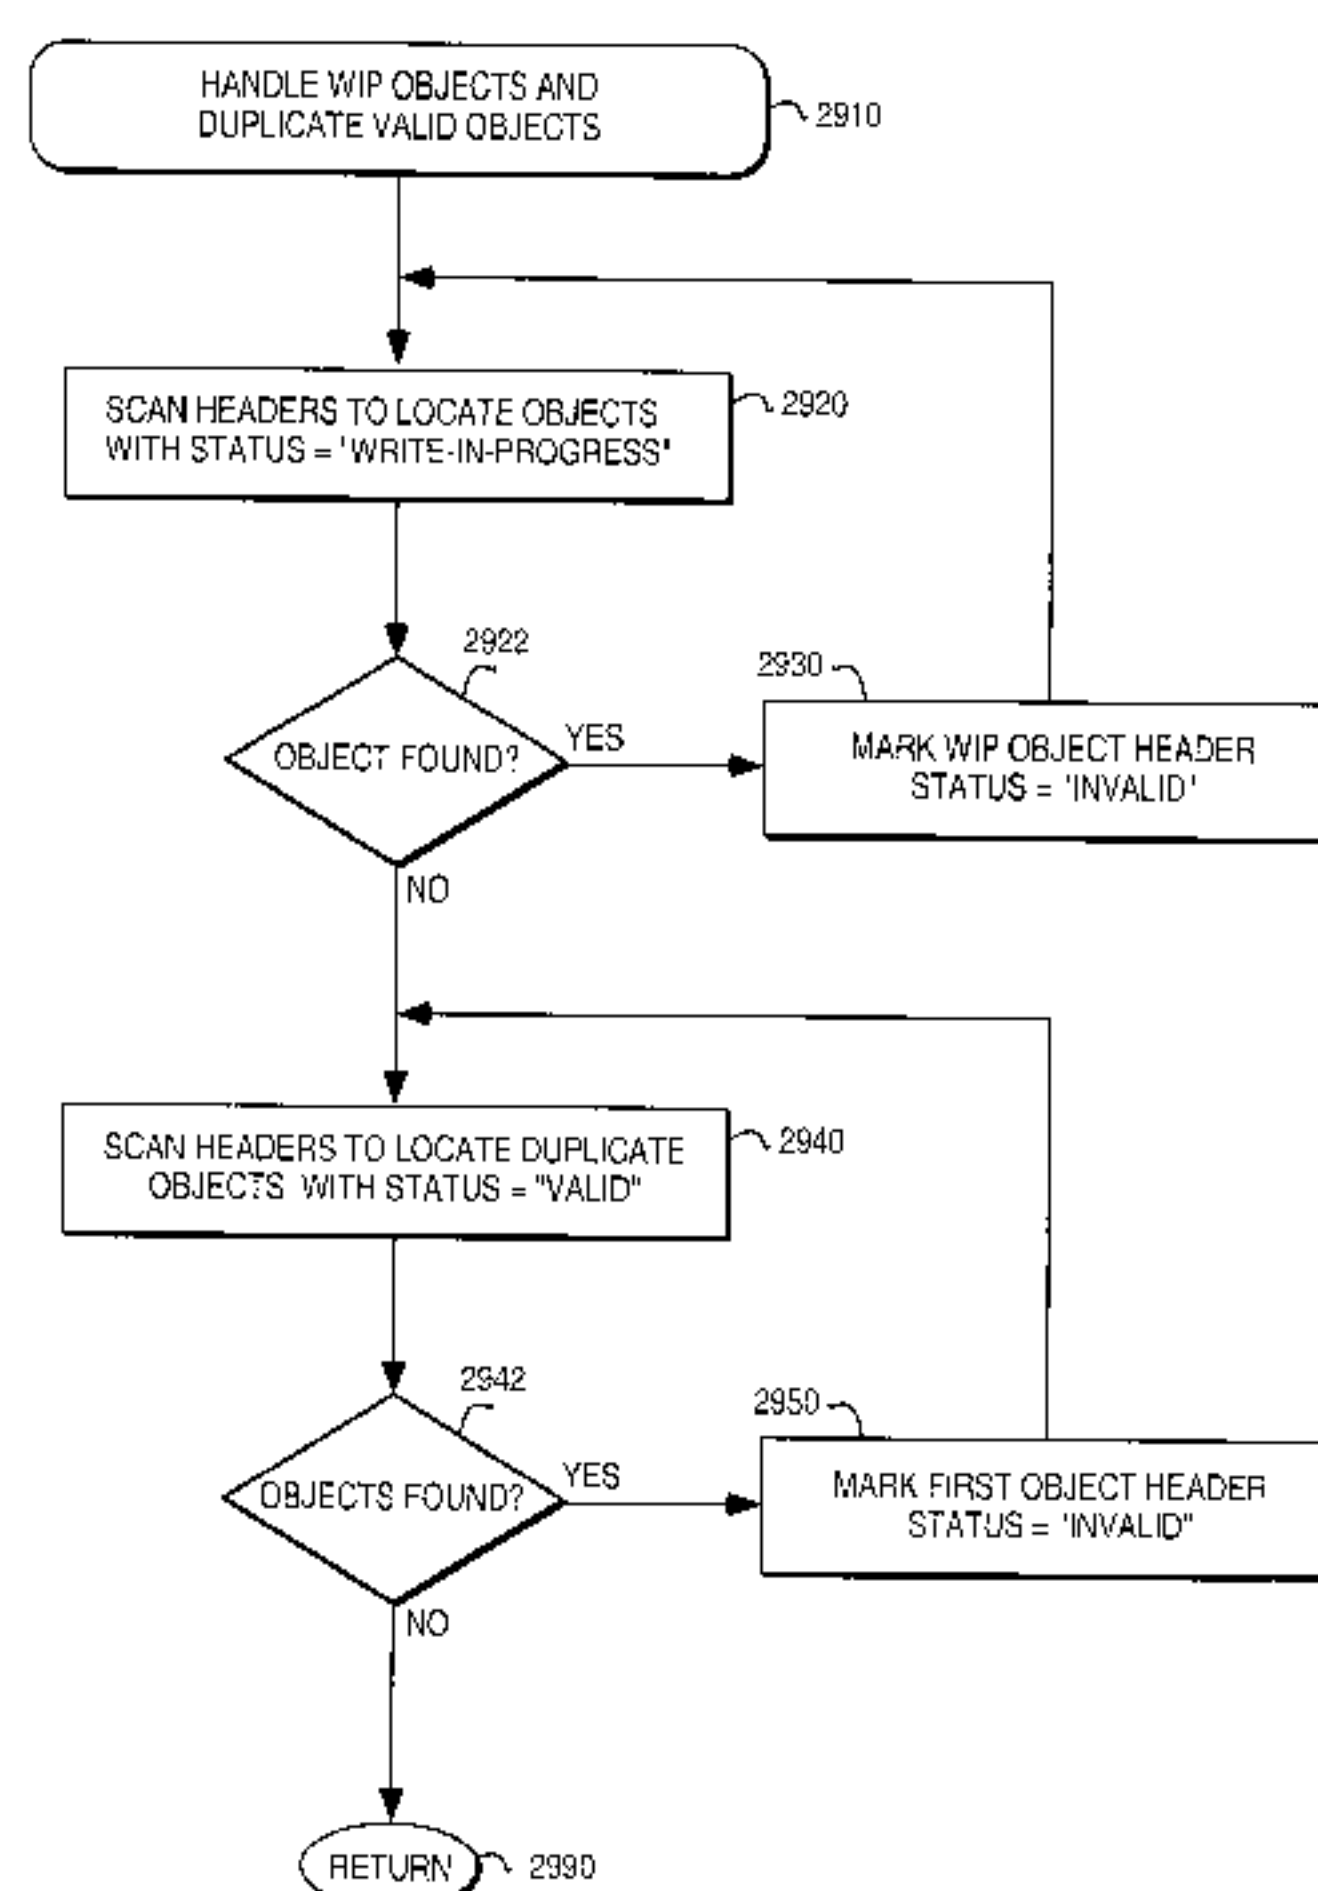 HANDLE WIP OBJECTS AND
DUPLICATE VALID OBJECTS
2910
SCAN HEADERS TO LOCATE OBJECTS
WITH STATUS = "WRITE-IN-PROGRESS"
2920
2922
OBJECT FOUND?
YES
NO
2930
MARK WIP OBJECT HEADER
STATUS = "INVALID"
SCAN HEADERS TO LOCATE DUPLICATE
OBJECTS WITH STATUS = "VALID"
2940
2942
OBJECTS FOUND?
YES
NO
2950
MARK FIRST OBJECT HEADER
STATUS = "INVALID"
RETURN
2990